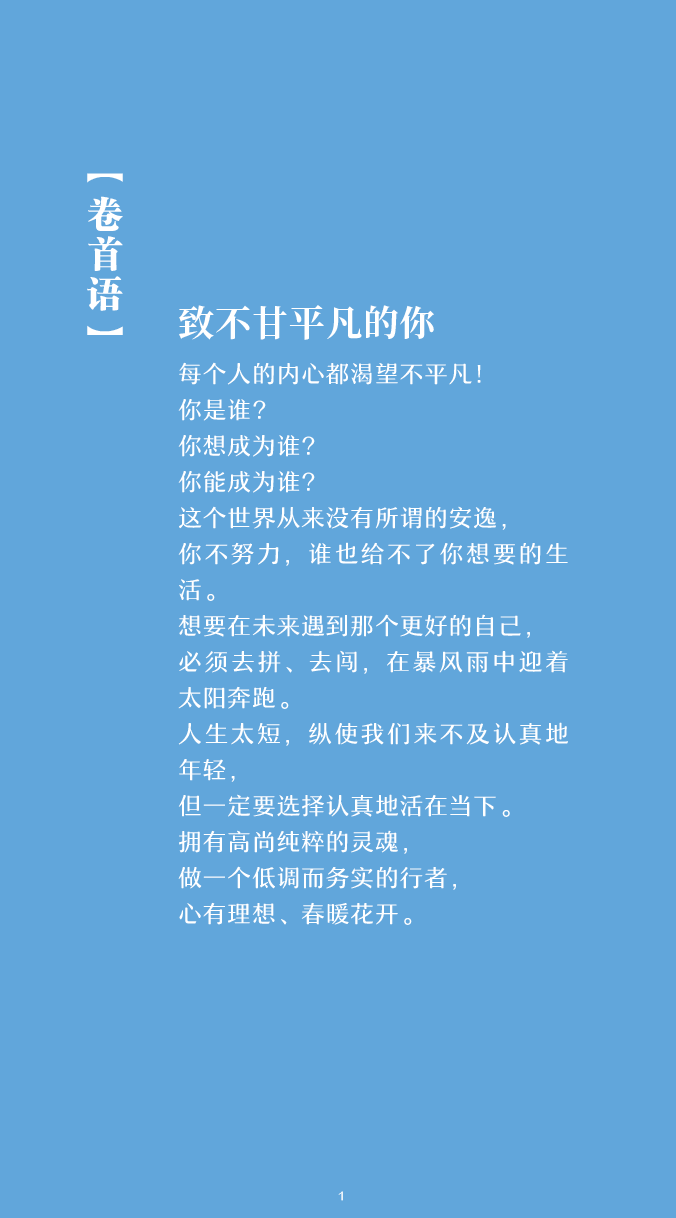 【卷首语】
致不甘平凡的你
每个人的内心都渴望不平凡！
你是谁？
你想成为谁？
你能成为谁？
这个世界从来没有所谓的安逸，
你不努力，谁也给不了你想要的生
活。
想要在未来遇到那个更好的自己，
必须去拼、去闯，在暴风雨中迎着
太阳奔跑。
人生太短，纵使我们来不及认真地
年轻，
但一定要选择认真地活在当下。
拥有高尚纯粹的灵魂，
做一个低调而务实的行者，
心有理想、春暖花开。
1